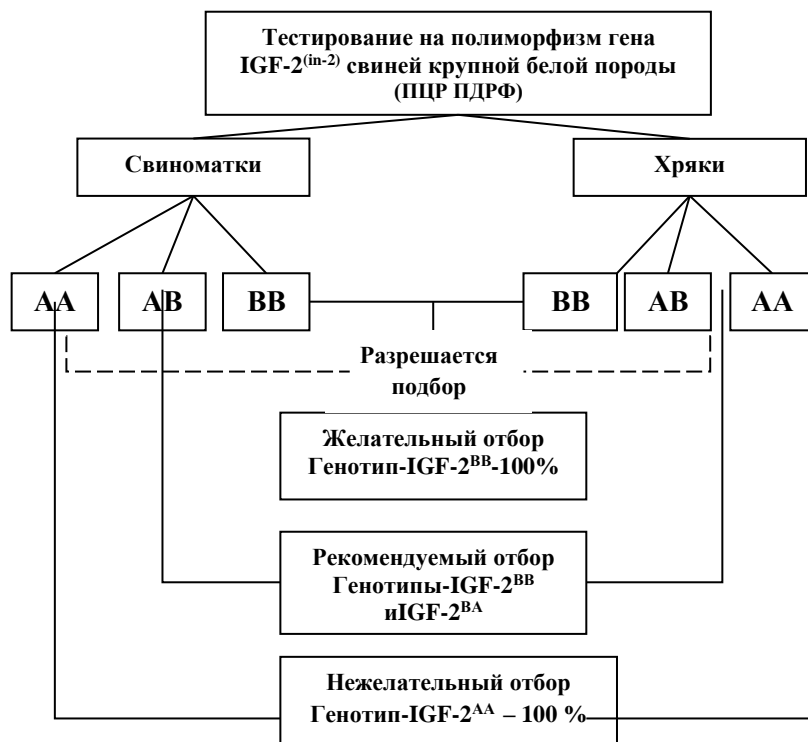 Тестирование на полиморфизм гена
IGF-2(in-2) свиней крупной белой породы
(ПЦР ПДРФ)
Свиноматки
Хряки
АА АВ ВВ ВВ АВ АА
Разрешается
подбор
Желательный отбор
Генотип-IGF-2ВВ-100%
Рекомендуемый отбор
Генотипы-IGF-2ВВ
иIGF-2ВА
Нежелательный отбор
Генотип-IGF-2АА – 100 %